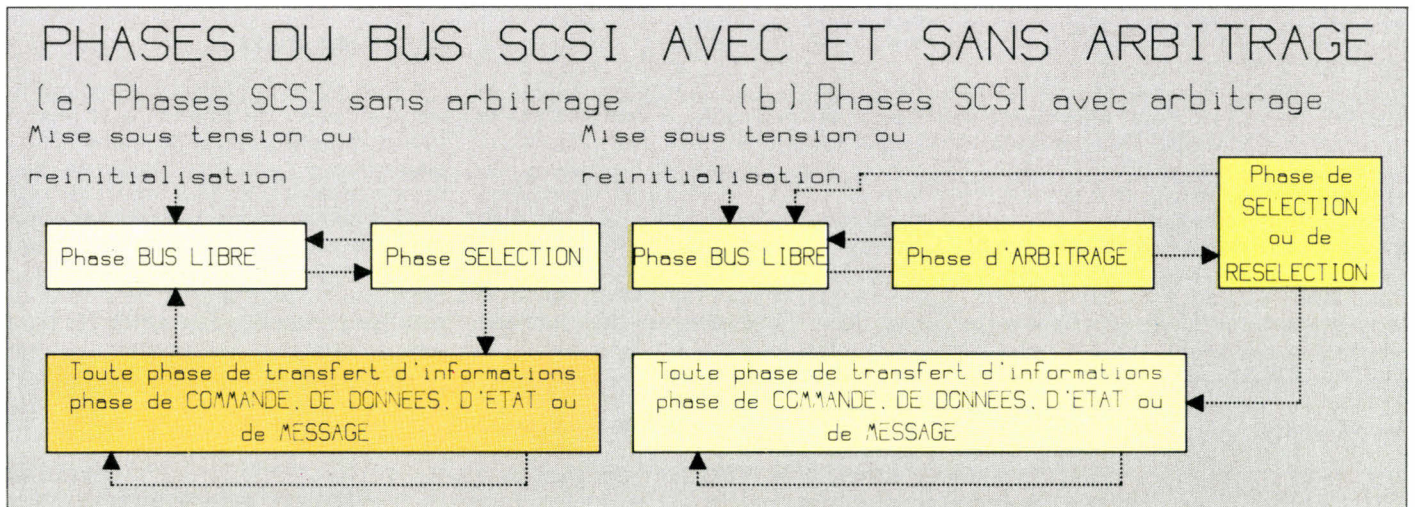 PHASES DU BUS SCSI AVEC ET SANS ARBITRAGE
(a) Phases SCSI sans arbitrage
Mise sous tension ou
reinitialisation
Phase BUS LIBRE
Phase SELECTION
Toute phase de transfert d'informations
phase de COMMANDE, DE DONNEES, D'ETAT ou
de MESSAGE
(b) Phases SCSI avec arbitrage
Mise sous tension ou
reinitialisation
Phase BUS LIBRE
Phase d'ARBITRAGE
Phase de
SELECTION
ou de
RESELECTION
Toute phase de transfert d'informations
phase de COMMANDE, DE DONNEES, D'ETAT ou
de MESSAGE